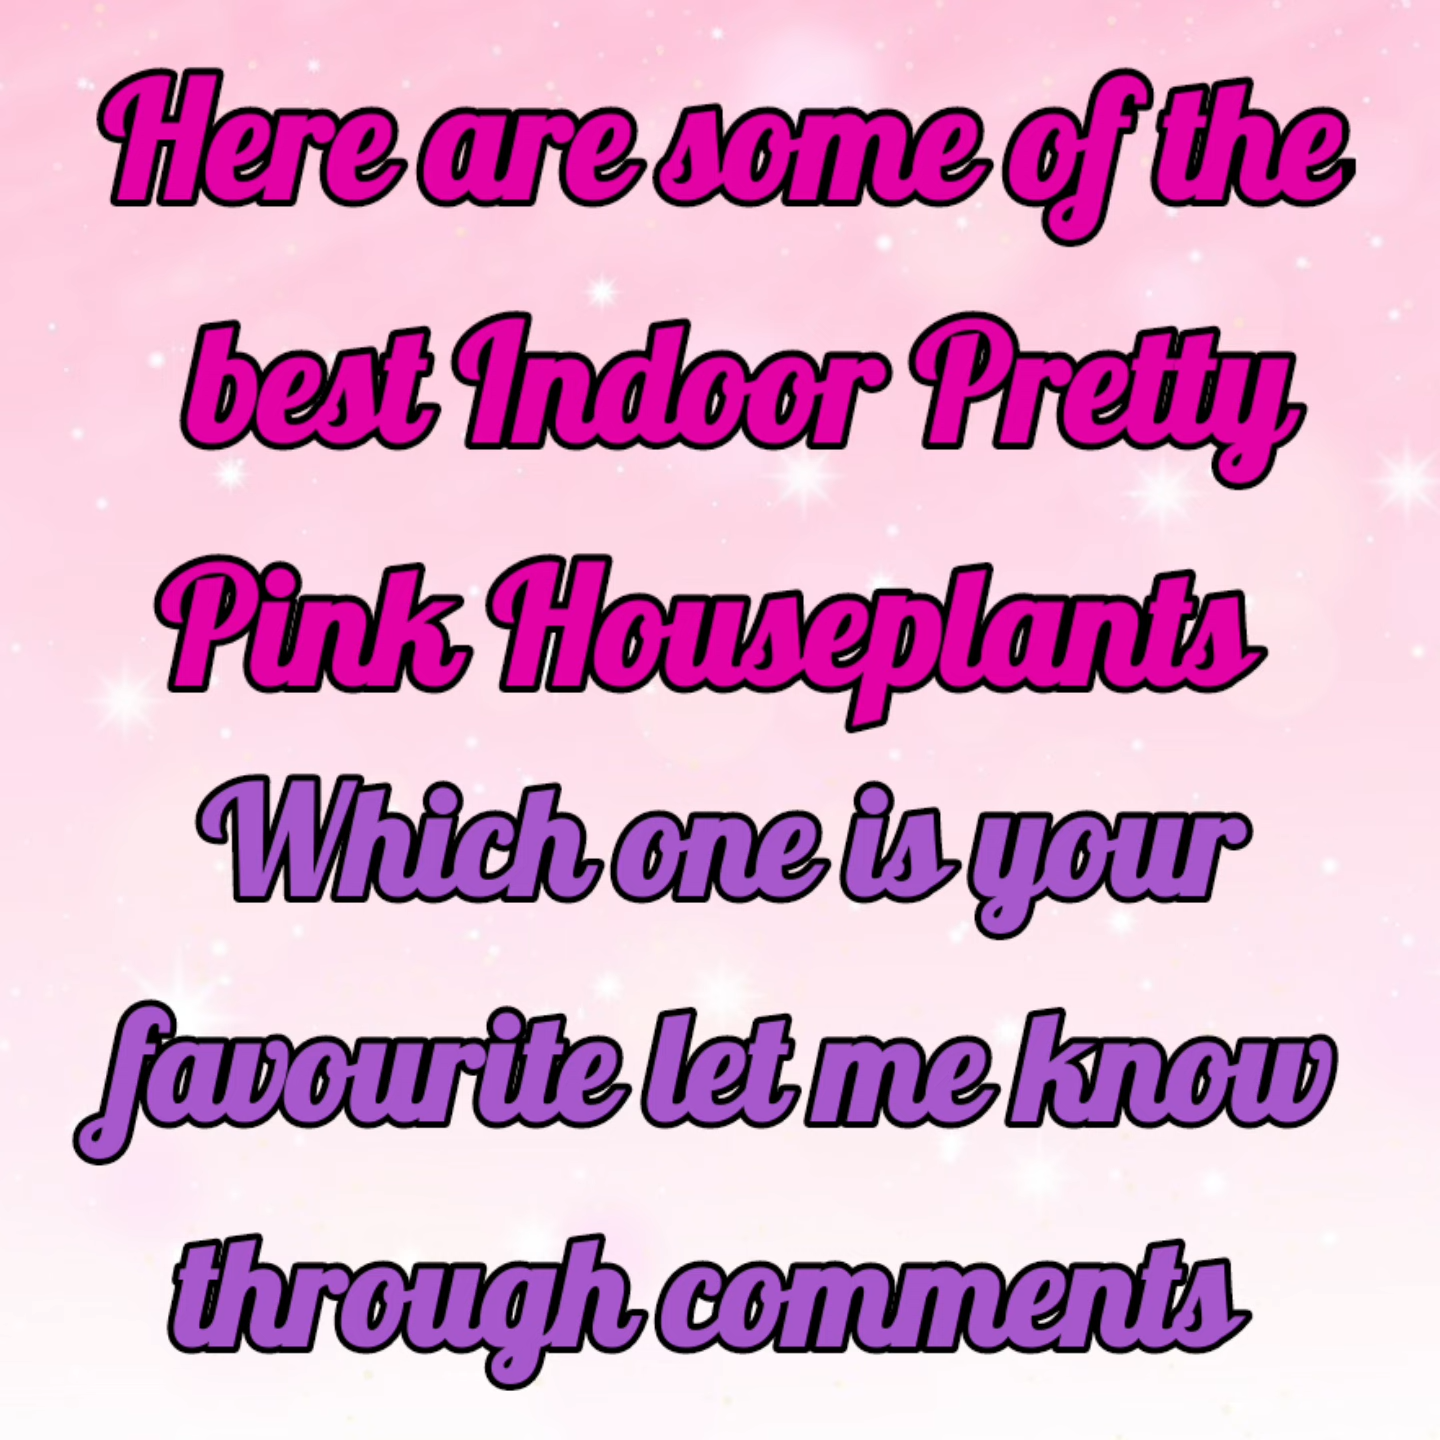 Here are some of the
best Indoor Pretty
Pink Houseplants
Which one is your
favourite let me know
through comments